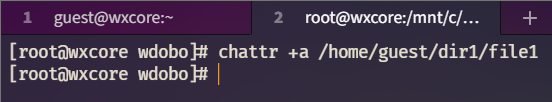 1 guest@wxcore:~ 2 root@wxcore:/mnt/c/... +
[root@wxcore wdobo]# chattr +a /home/guest/dir1/file1
[root@wxcore wdobo]#